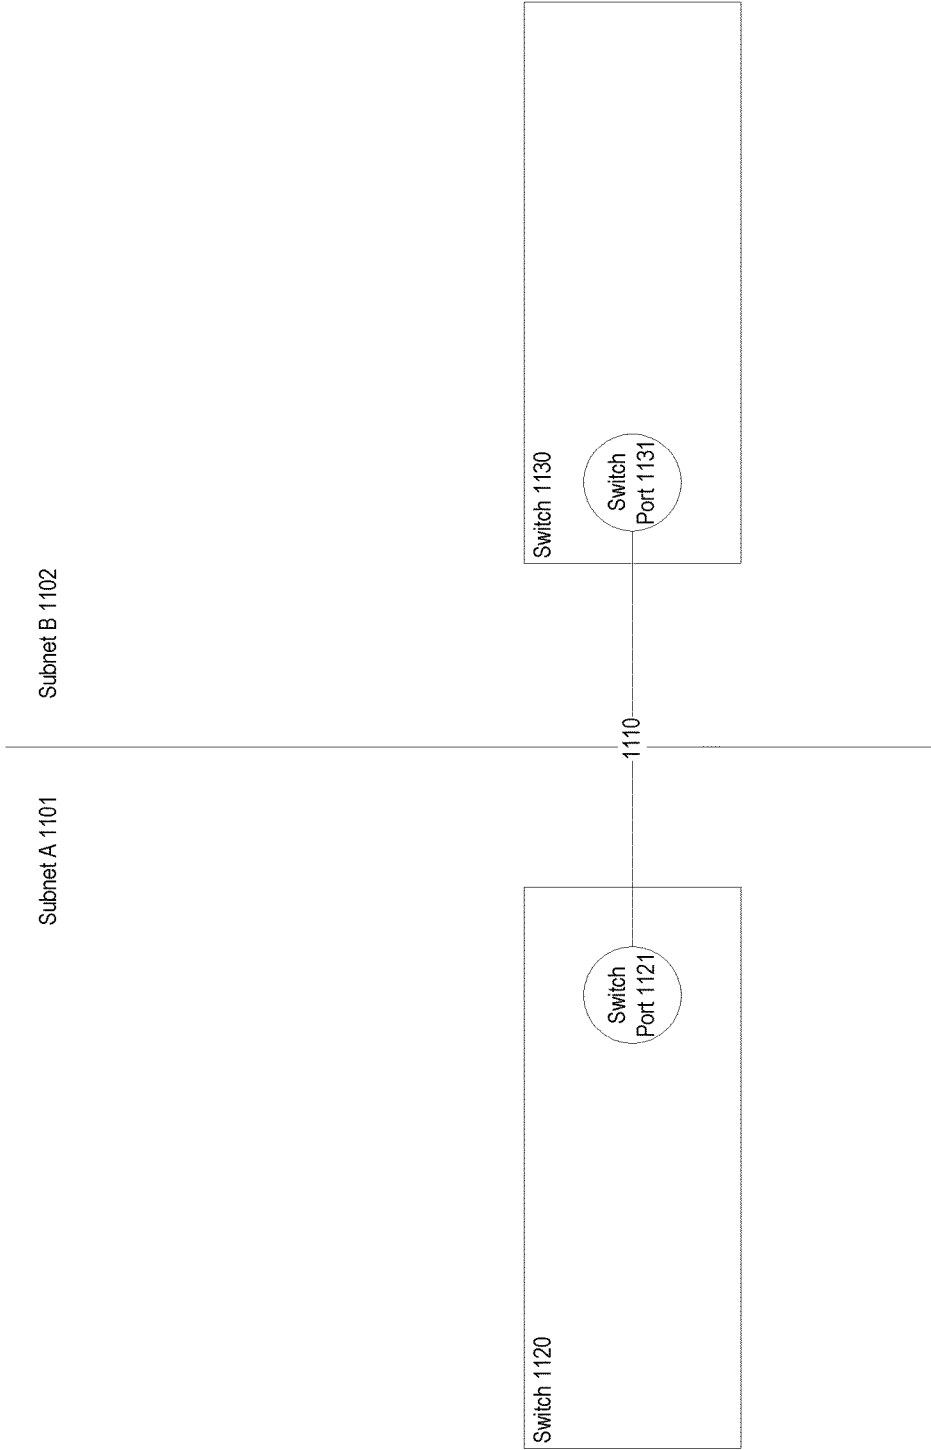 Subnet A 1101
Subnet B 1102
Switch 1120
Switch 1130
Switch
Port 1121
1110
Switch
Port 1131